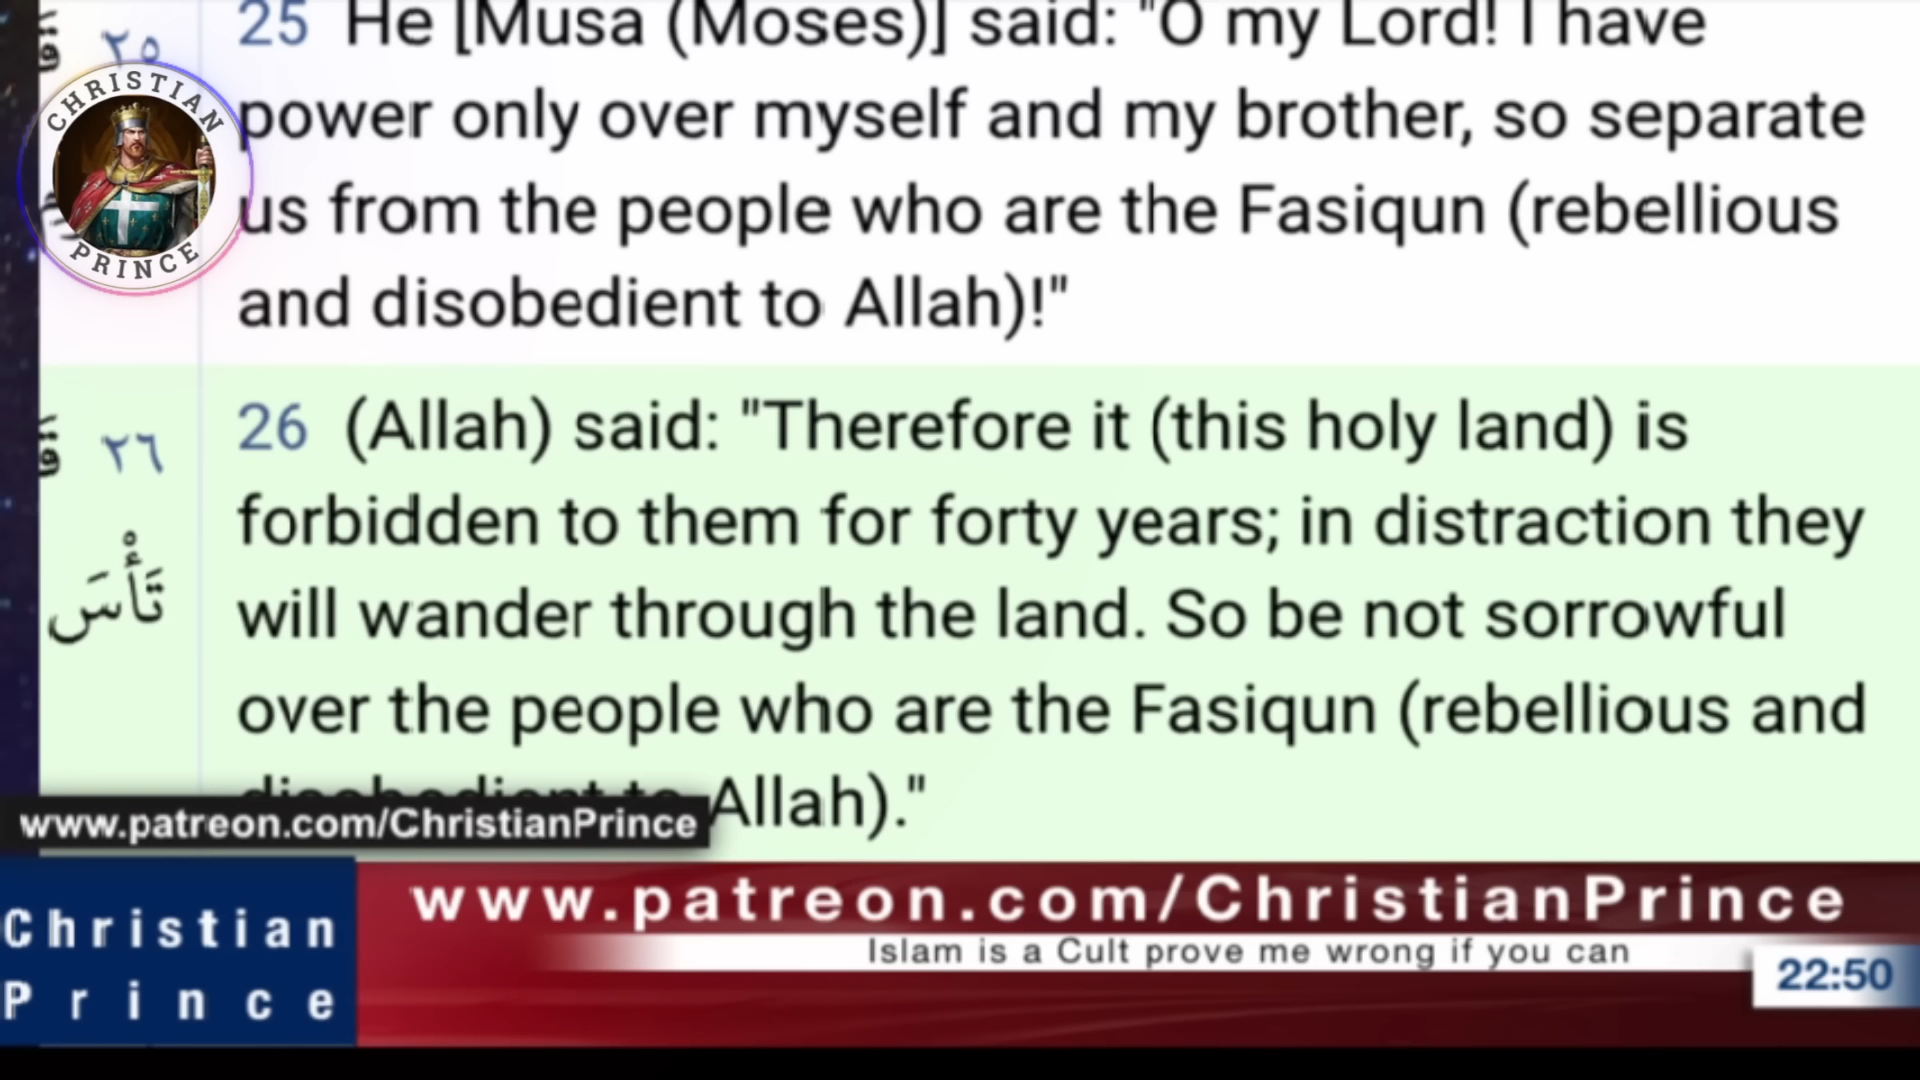 25 He [Musa (Moses)] said: "O my Lord! I have
٢٥
power only over myself and my brother, so separate
us from the people who are the Fasiqun (rebellious
and disobedient to Allah)!"
CHRISTIAN
PRINCE
26 (Allah) said: "Therefore it (this holy land) is
٢٦
forbidden to them for forty years; in distraction they
تَأْسَ
will wander through the land. So be not sorrowful
over the people who are the Fasiqun (rebellious and
disobedient to Allah)."
www.patreon.com/ChristianPrince
Christian
Prince
www.patreon.com/ChristianPrince
Islam is a Cult prove me wrong if you can
22:50